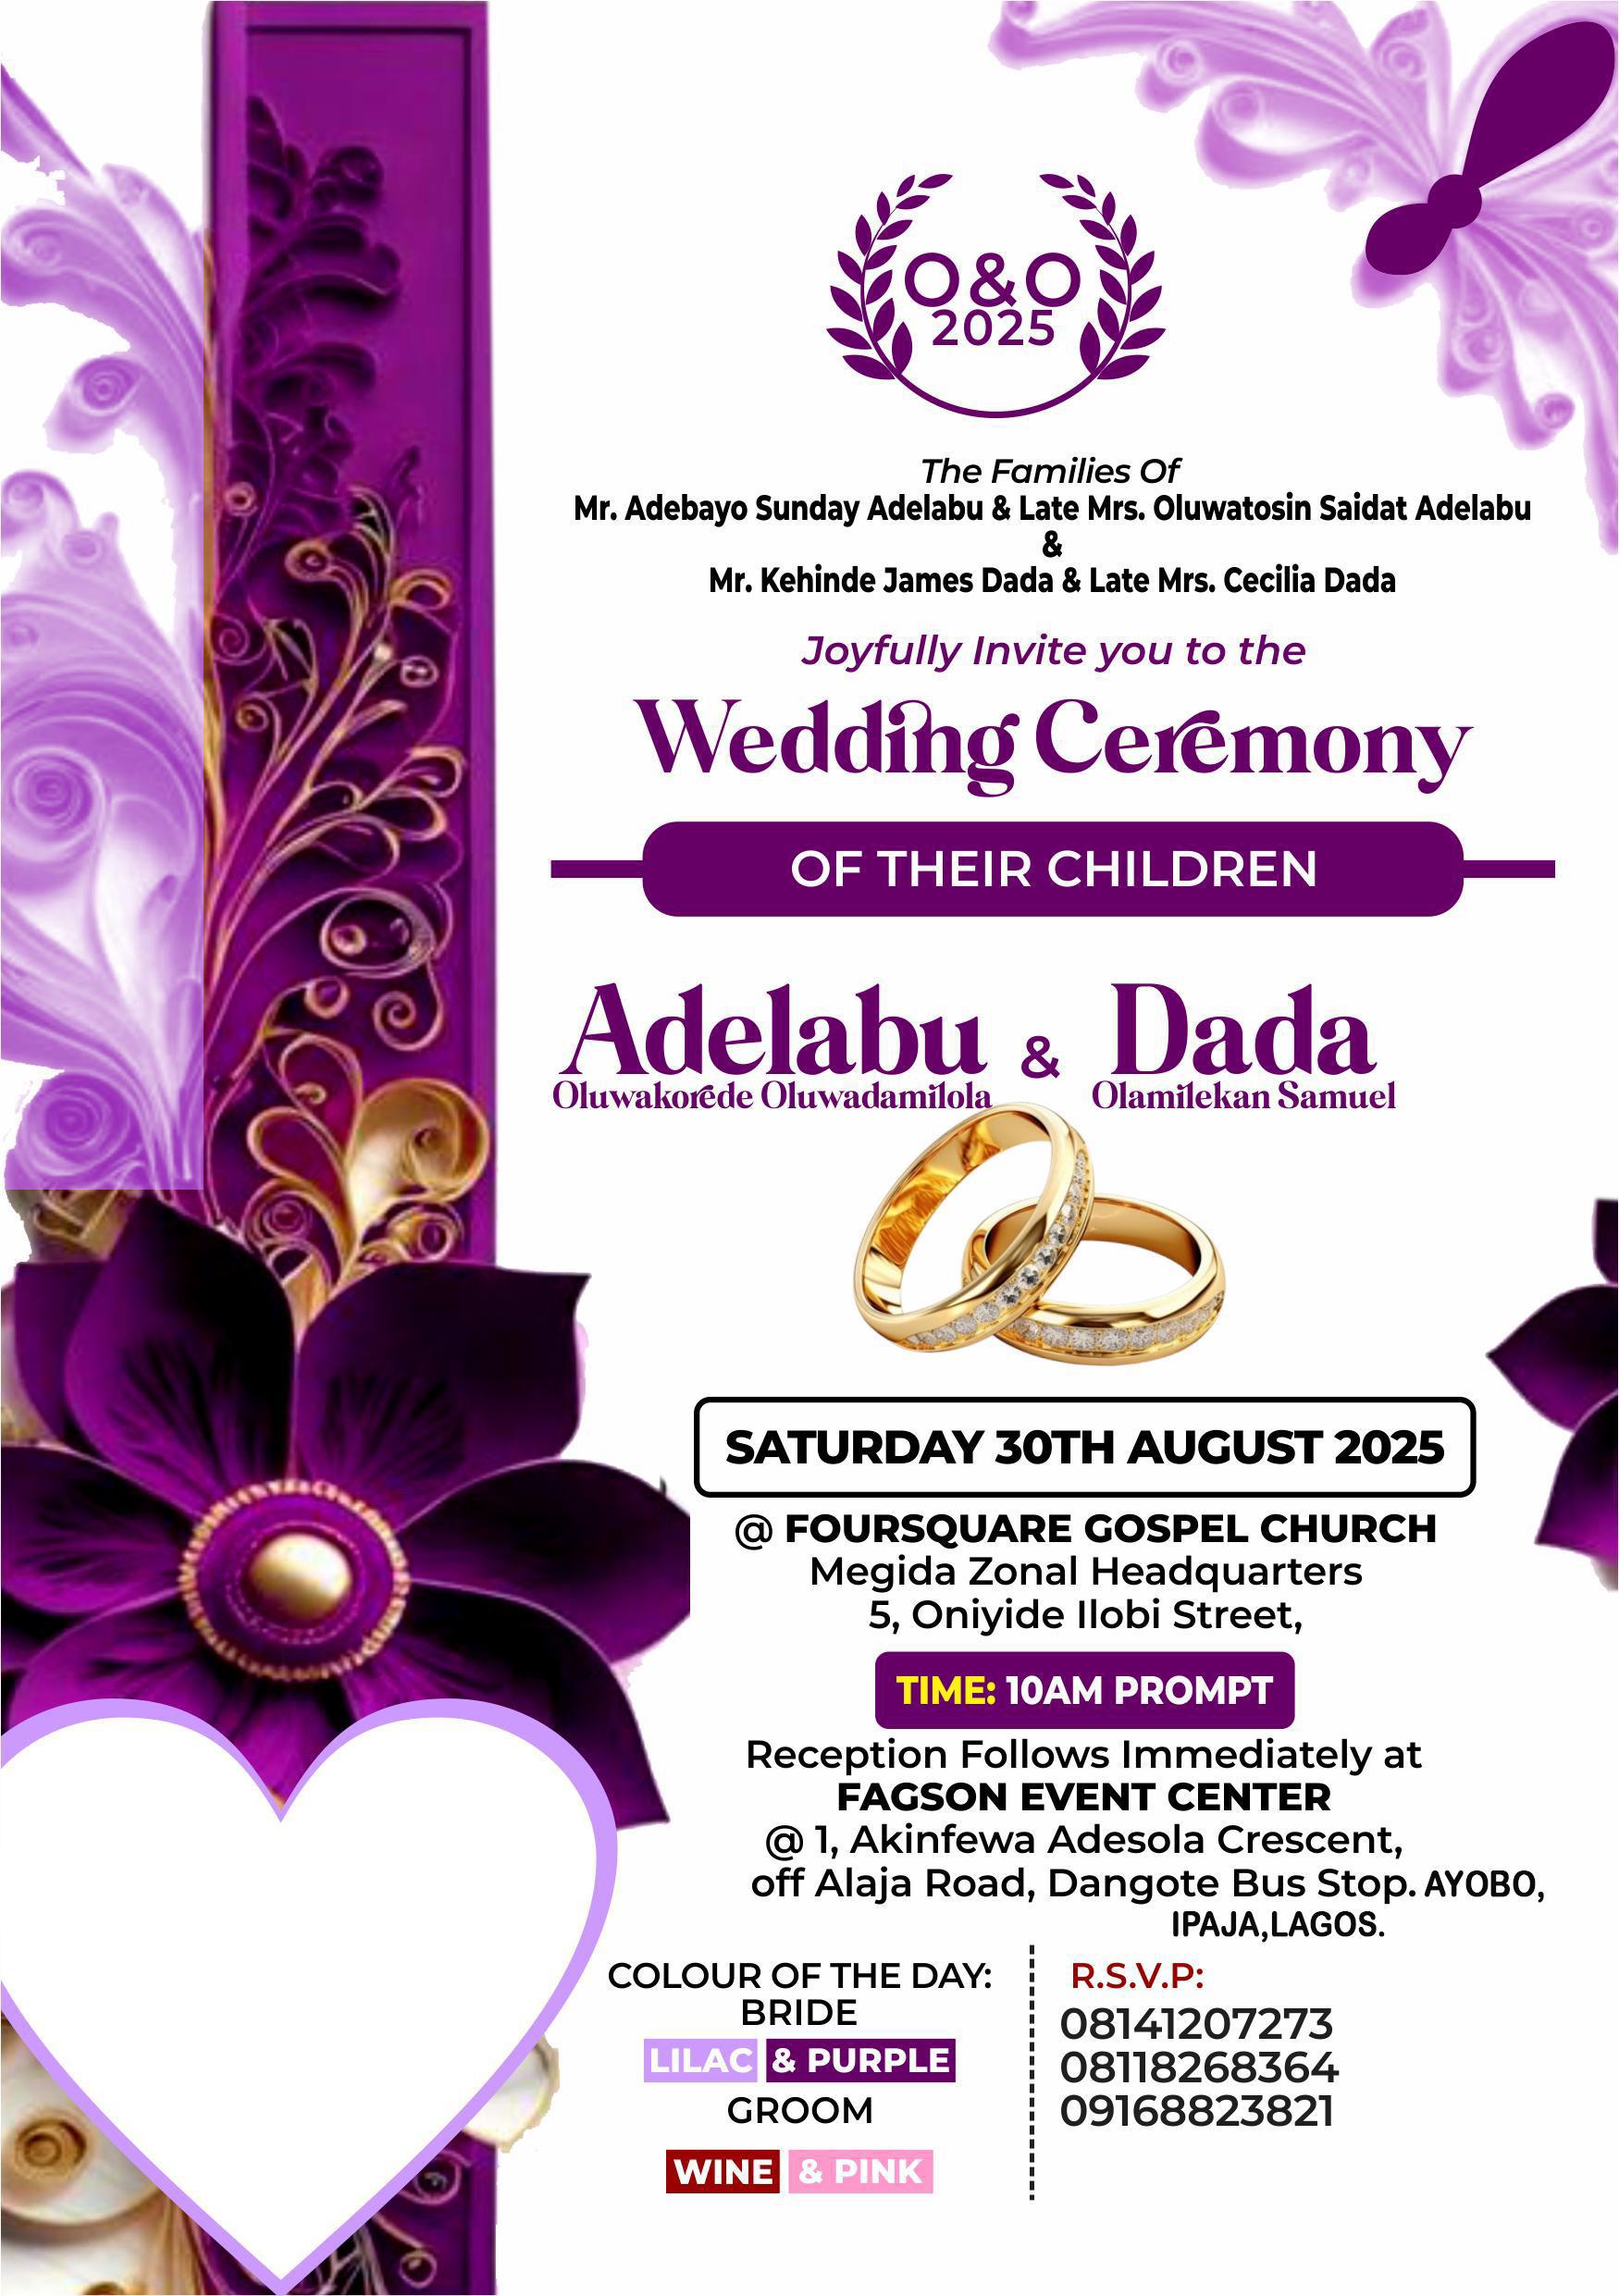 O&O
2025
The Families Of
Mr. Adebayo Sunday Adelabu & Late Mrs. Oluwatosin Saidat Adelabu
&
Mr. Kehinde James Dada & Late Mrs. Cecilia Dada
Joyfully Invite you to the
Wedding Ceremony
OF THEIR CHILDREN
Adelabu & Dada
Oluwakorede Oluwadamilola Olamilekan Samuel
SATURDAY 30TH AUGUST 2025
@ FOURSQUARE GOSPEL CHURCH
Megida Zonal Headquarters
5, Oniyide Ilobi Street,
TIME: 10AM PROMPT
Reception Follows Immediately at
FAGSON EVENT CENTER
@ 1, Akinfewa Adesola Crescent,
off Alaja Road, Dangote Bus Stop. AYOBO,
IPAJA,LAGOS.
COLOUR OF THE DAY:
BRIDE
LILAC & PURPLE
GROOM
WINE & PINK
R.S.V.P:
08141207273
08118268364
09168823821